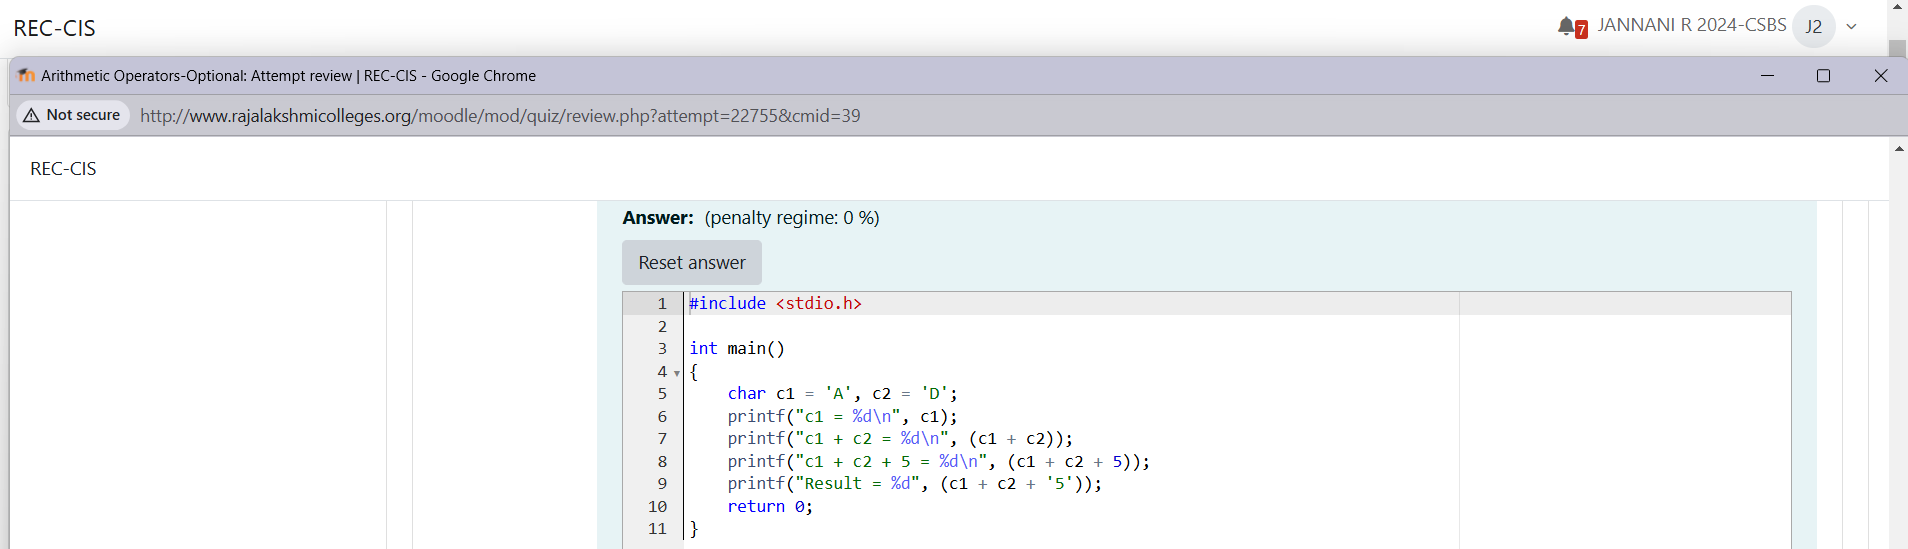 REC-CIS
7 JANNANI R 2024-CSBS J2
Arithmetic Operators-Optional: Attempt review | REC-CIS - Google Chrome
Not secure http://www.rajalakshmicolleges.org/moodle/mod/quiz/review.php?attempt=22755&cmid=39
REC-CIS
Answer: (penalty regime: 0 %)
Reset answer
1 #include <stdio.h>
2
3 int main()
4 {
5     char c1 = 'A', c2 = 'D';
6     printf("c1 = %d\n", c1);
7     printf("c1 + c2 = %d\n", (c1 + c2));
8     printf("c1 + c2 + 5 = %d\n", (c1 + c2 + 5));
9     printf("Result = %d", (c1 + c2 + '5'));
10     return 0;
11 }